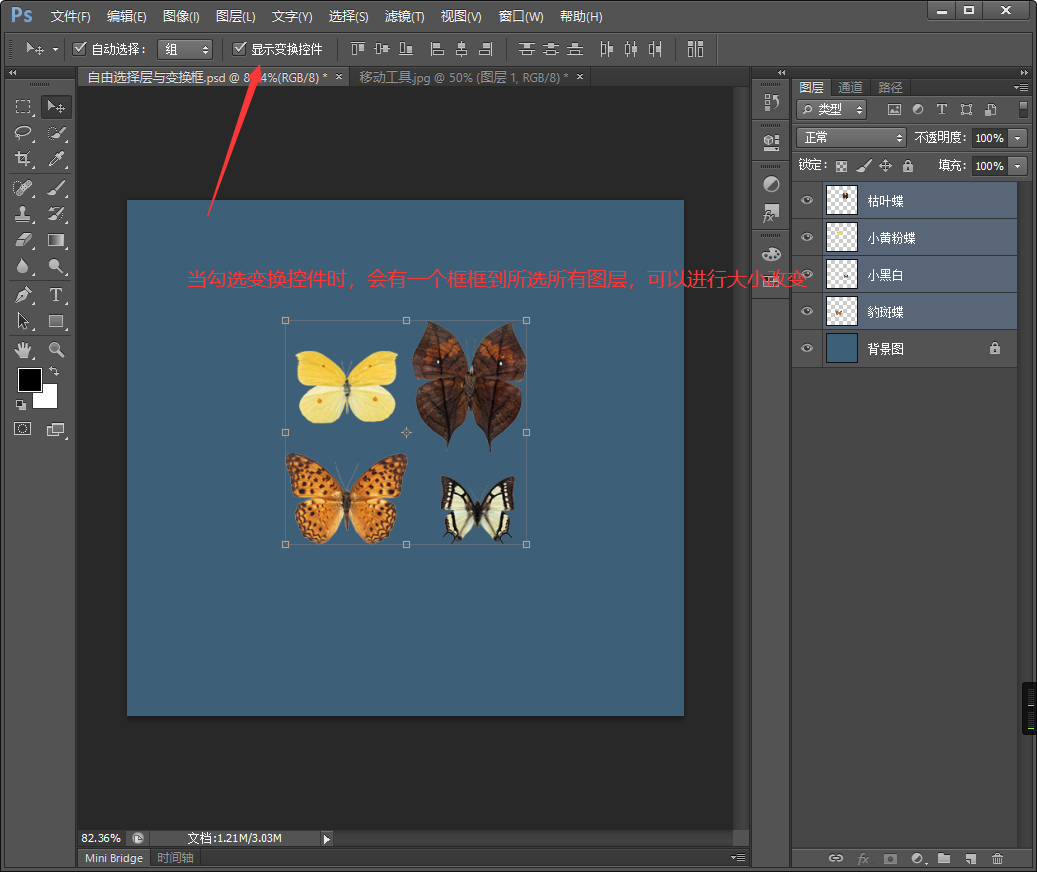 Ps 文件(F) 编辑(E) 图像(I) 图层(L) 文字(Y) 选择(S) 滤镜(T) 视图(V) 窗口(W) 帮助(H)
自动选择： 组 显示变换控件
自由选择层与变换框.psd @ 8 4%(RGB/8) * × 移动工具.jpg @ 50% (图层 1, RGB/8) * ×
图层 通道 路径
类型
正常 不透明度： 100%
锁定： 填充： 100%
枯叶蝶
小黄粉蝶
小黑白
豹斑蝶
背景图
当勾选变换控件时，会有一个框框到所选所有图层，可以进行大小改变
82.36% 文档:1.21M/3.03M
Mini Bridge 时间轴